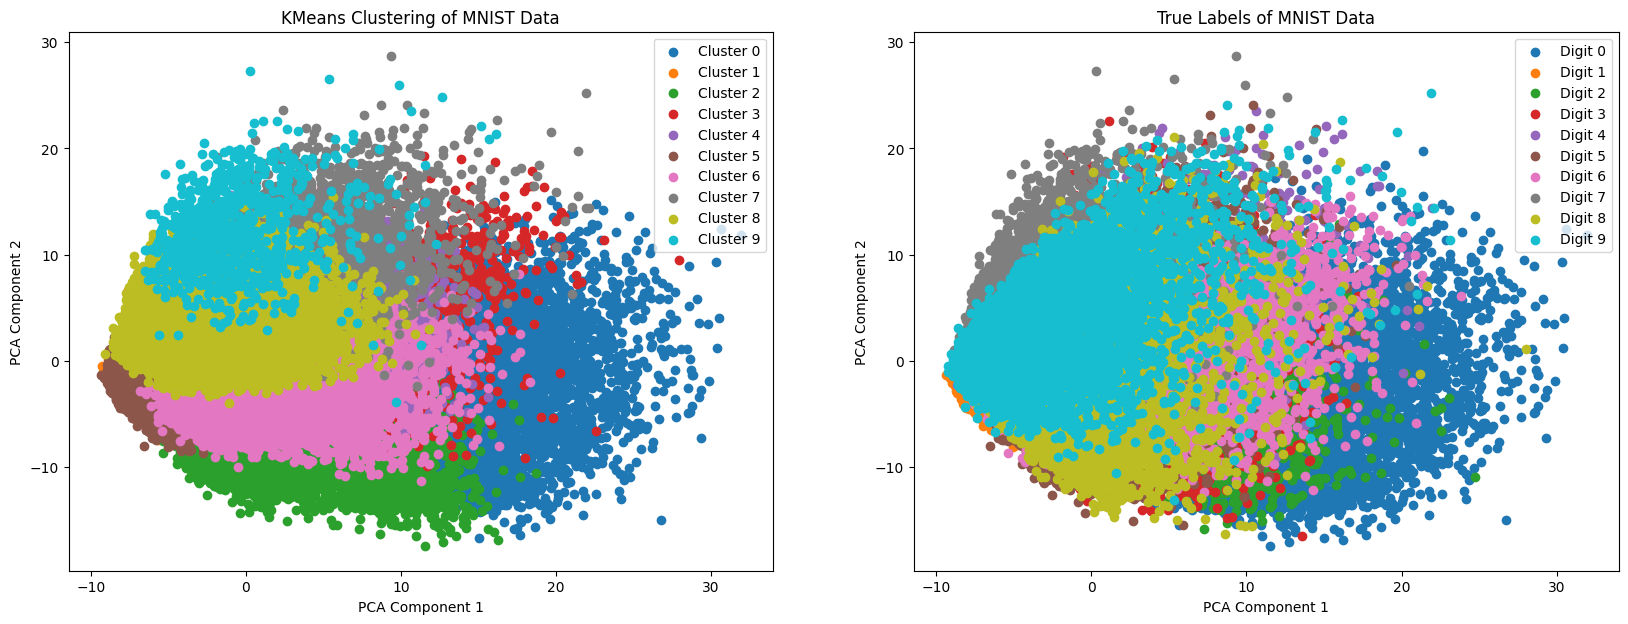 KMeans Clustering of MNIST Data
30
20
10
0
−10
PCA Component 2
−10 0 10 20 30
PCA Component 1
Cluster 0
Cluster 1
Cluster 2
Cluster 3
Cluster 4
Cluster 5
Cluster 6
Cluster 7
Cluster 8
Cluster 9
True Labels of MNIST Data
30
20
10
0
−10
PCA Component 2
−10 0 10 20 30
PCA Component 1
Digit 0
Digit 1
Digit 2
Digit 3
Digit 4
Digit 5
Digit 6
Digit 7
Digit 8
Digit 9